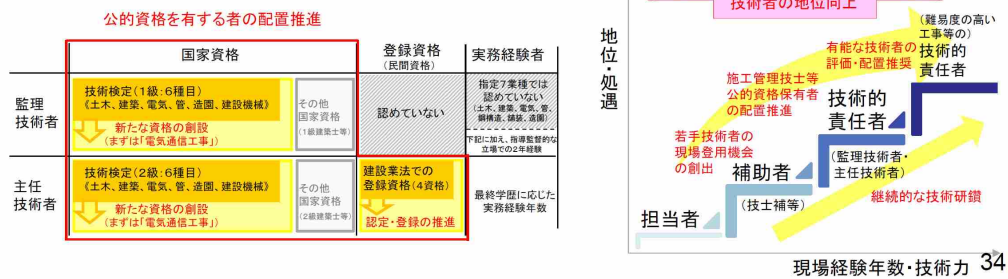 公的資格を有する者の配置推進
国家資格
登録資格
（民間資格）
実務経験者
監理
技術者
技術検定（1級：6種目）
《土木、建築、電気、管、造園、建設機械》
新たな資格の創設
（まずは「電気通信工事」）
その他
国家資格
（1級建築士等）
認めていない
指定7業種では
認めていない
（土木、建築、電気、管、
鋼構造、舗装、造園）
下記に加え、指導監督的な
立場での2年経験
主任
技術者
技術検定（2級：6種目）
《土木、建築、電気、管、造園、建設機械》
新たな資格の創設
（まずは「電気通信工事」）
その他
国家資格
（2級建築士等）
建設業法での
登録資格（4資格）
認定・登録の推進
最終学歴に応じた
実務経験年数
技術者の地位向上
地位・処遇
（難易度の高い
工事等の）
技術的
責任者
有能な技術者の
評価・配置推奨
施工管理技士等
公的資格保有者
の配置推進
技術的
責任者
（監理技術者・
主任技術者）
若手技術者の
現場登用機会
の創出
補助者
（技士補等）
継続的な技術研鑽
担当者
現場経験年数・技術力
34